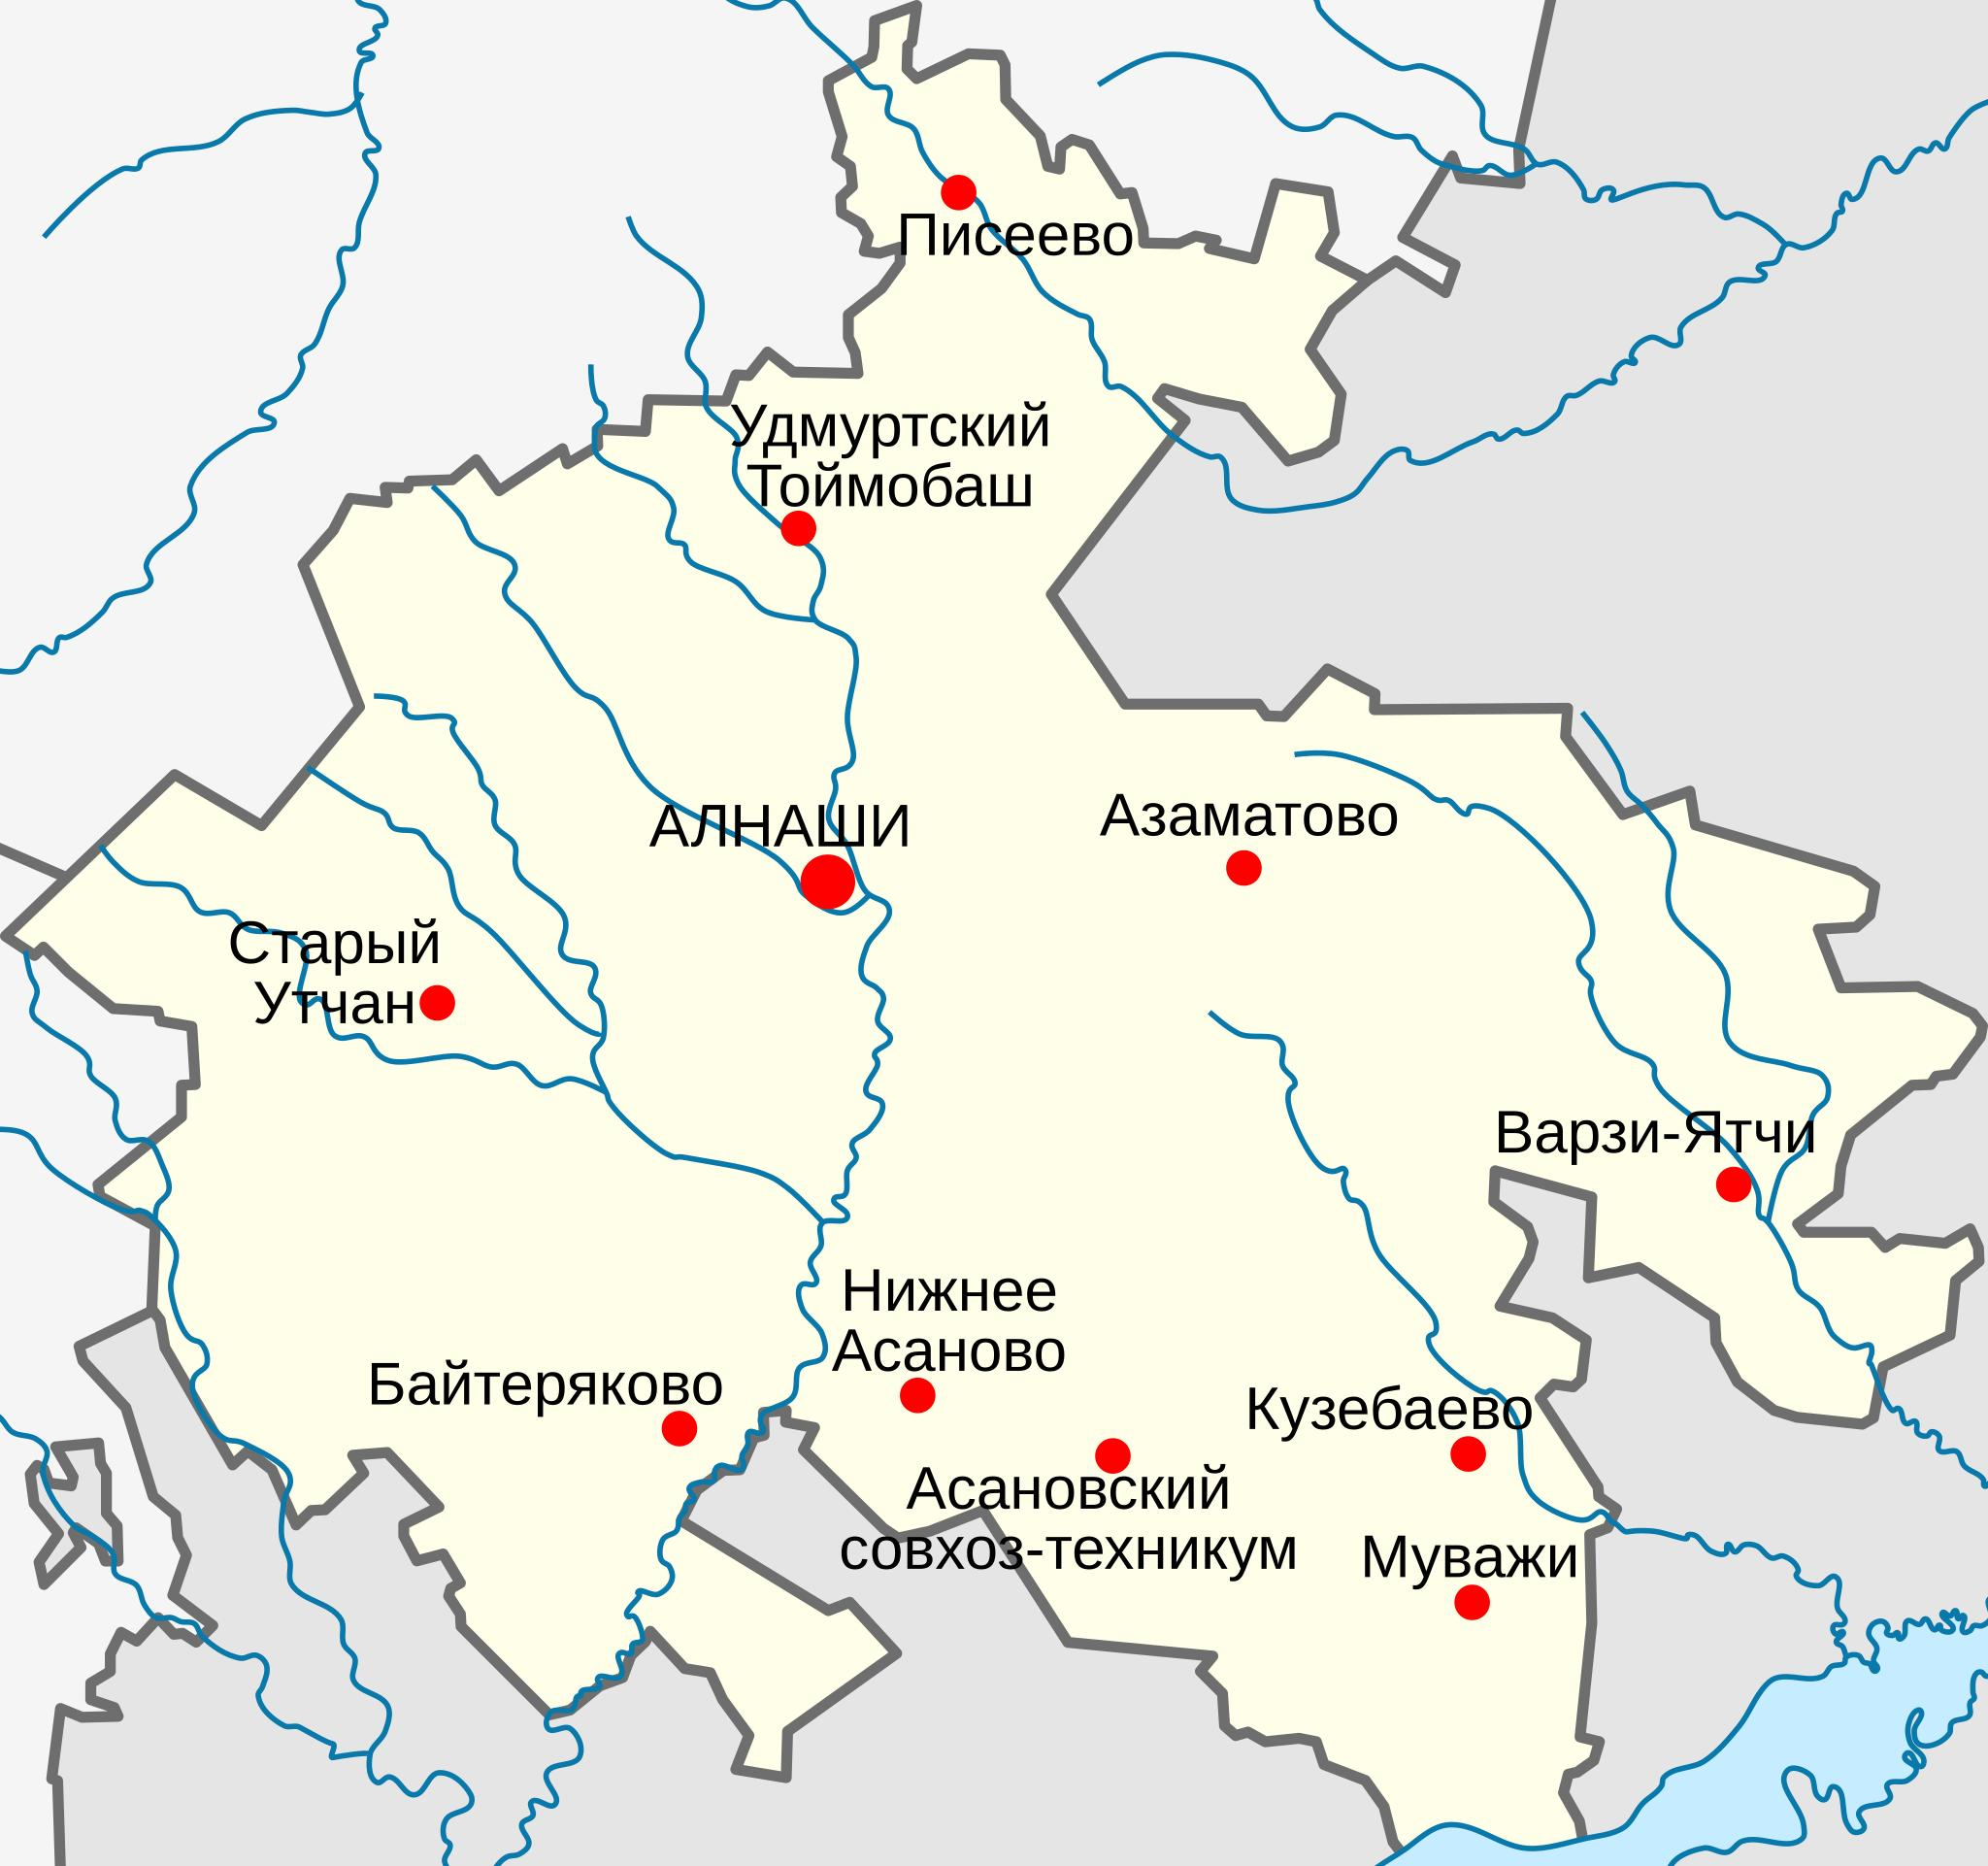 Писеево
Удмуртский
Тоймобаш
АЛНАШИ
Азаматово
Старый
Утчан
Варзи-Ятчи
Нижнее
Асаново
Байтеряково
Кузебаево
Асановский
совхоз-техникум
Муважи